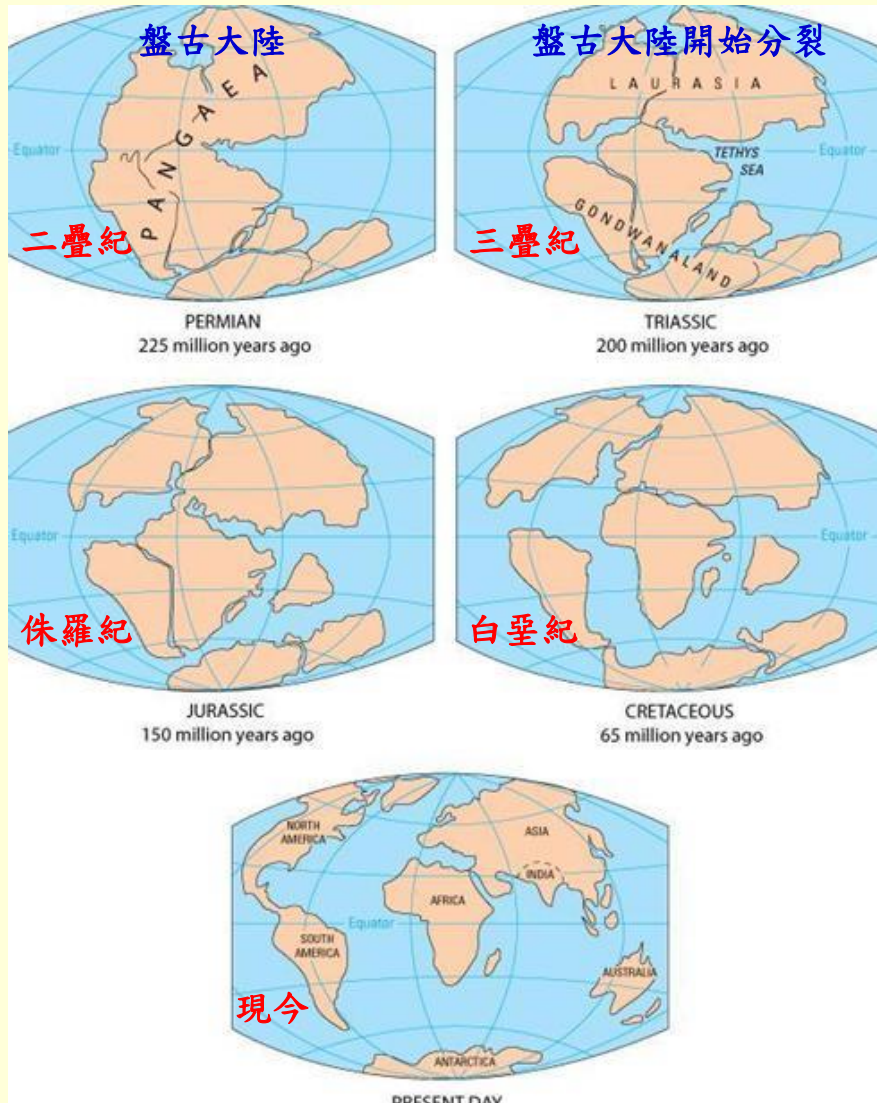 盤古大陸
PANGAEA
Equator
二疊紀
PERMIAN
225 million years ago
盤古大陸開始分裂
LAURASIA
TETHYS
SEA
Equator
GONDWANALAND
三疊紀
TRIASSIC
200 million years ago
Equator
侏羅紀
JURASSIC
150 million years ago
Equator
白堊紀
CRETACEOUS
65 million years ago
NORTH
AMERICA
ASIA
INDIA
AFRICA
Equator
SOUTH
AMERICA
AUSTRALIA
現今
ANTARCTICA
PRESENT DAY